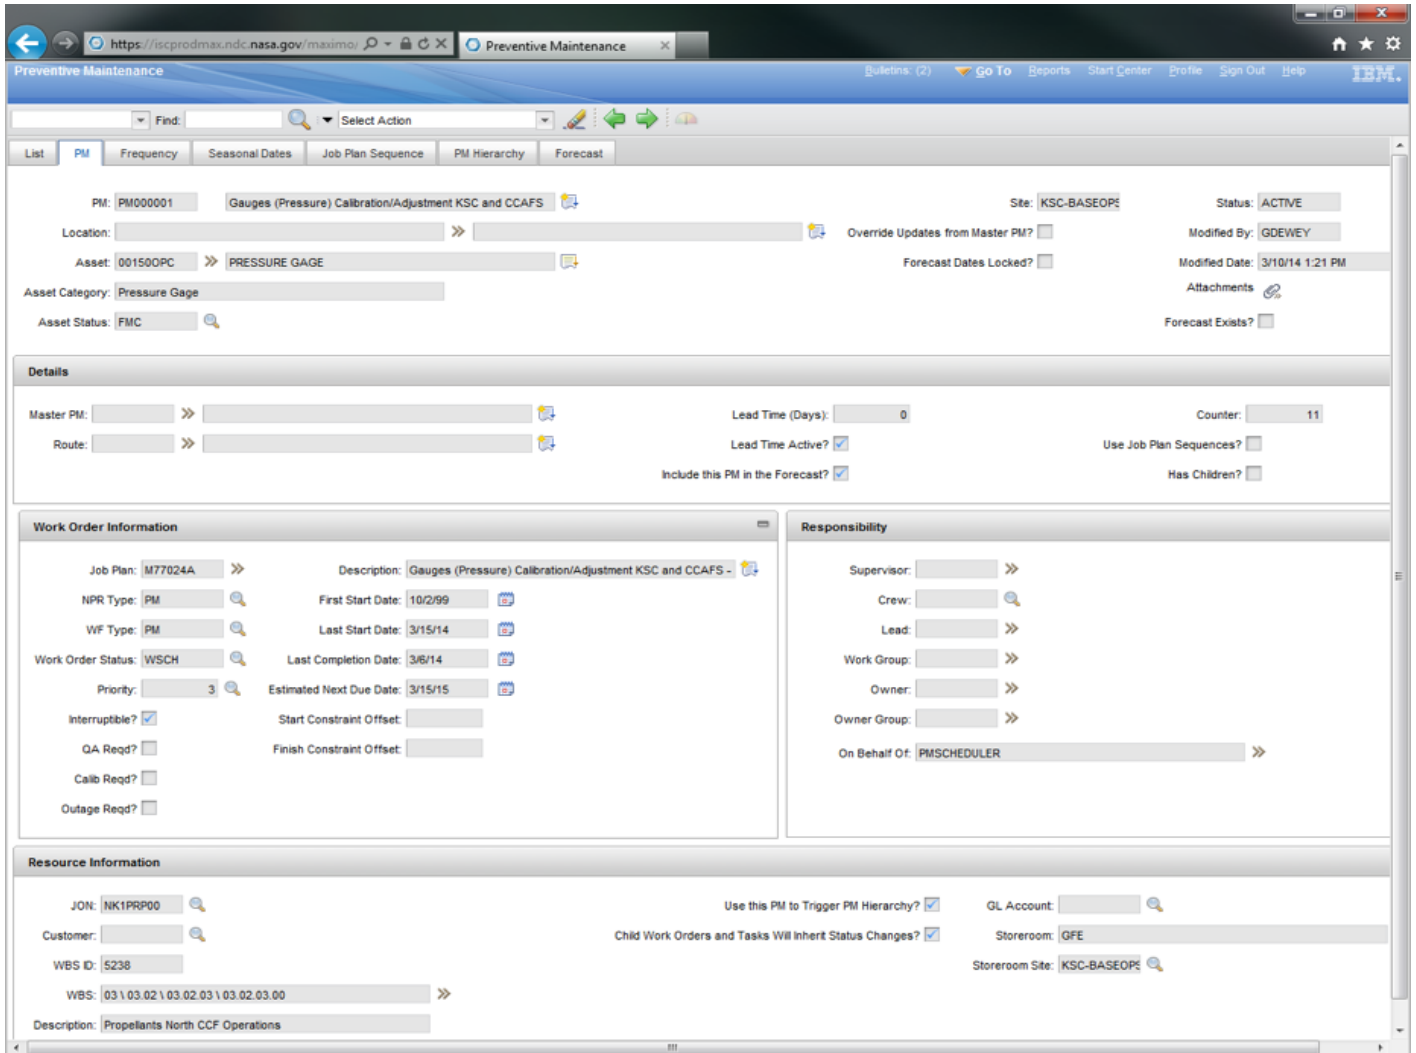 https://iscprodmax.ndc.nasa.gov/maximo/ Preventive Maintenance
Preventive Maintenance Bulletins: (2) Go To Reports Start Center Profile Sign Out Help IBM.
Find: Select Action
List PM Frequency Seasonal Dates Job Plan Sequence PM Hierarchy Forecast
PM: PM000001 Gauges (Pressure) Calibration/Adjustment KSC and CCAFS Site: KSC-BASEOPS Status: ACTIVE
Location: Override Updates from Master PM? Modified By: GDEWEY
Asset: 00150OPC PRESSURE GAGE Forecast Dates Locked? Modified Date: 3/10/14 1:21 PM
Asset Category: Pressure Gage Attachments
Asset Status: FMC Forecast Exists?
Details
Master PM: Lead Time (Days): 0 Counter: 11
Route: Lead Time Active? Use Job Plan Sequences?
Include this PM in the Forecast? Has Children?
Work Order Information
Job Plan: M77024A Description: Gauges (Pressure) Calibration/Adjustment KSC and CCAFS -
NPR Type: PM First Start Date: 10/2/99
WF Type: PM Last Start Date: 3/15/14
Work Order Status: WSCH Last Completion Date: 3/6/14
Priority: 3 Estimated Next Due Date: 3/15/15
Interruptible? Start Constraint Offset:
QA Reqd? Finish Constraint Offset:
Calib Reqd?
Outage Reqd?
Responsibility
Supervisor:
Crew:
Lead:
Work Group:
Owner:
Owner Group:
On Behalf Of: PMSCHEDULER
Resource Information
JON: NK1PRP00 Use this PM to Trigger PM Hierarchy? GL Account:
Customer: Child Work Orders and Tasks Will Inherit Status Changes? Storeroom: GFE
WBS ID: 5238 Storeroom Site: KSC-BASEOPS
WBS: 03 \ 03.02 \ 03.02.03 \ 03.02.03.00
Description: Propellants North CCF Operations